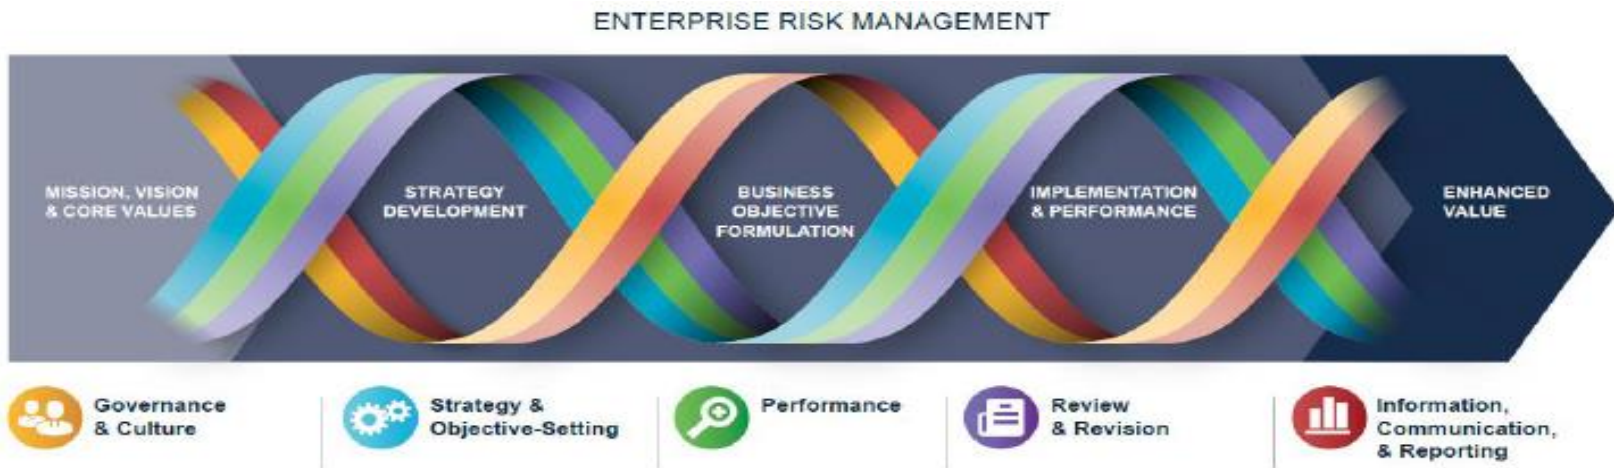 ENTERPRISE RISK MANAGEMENT
MISSION, VISION
& CORE VALUES
STRATEGY
DEVELOPMENT
BUSINESS
OBJECTIVE
FORMULATION
IMPLEMENTATION
& PERFORMANCE
ENHANCED
VALUE
Governance
& Culture
Strategy &
Objective-Setting
Performance
Review
& Revision
Information,
Communication,
& Reporting